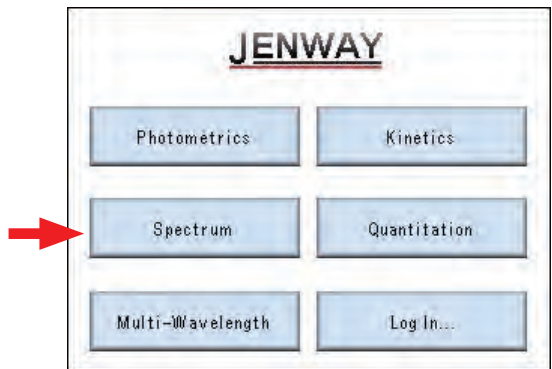 JENWAY
Photometrics
Kinetics
Spectrum
Quantitation
Multi-Wavelength
Log In...